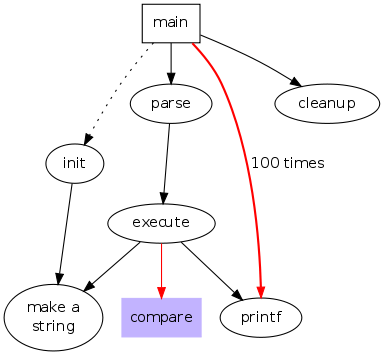 main
parse
cleanup
init
100 times
execute
make a
string
compare
printf